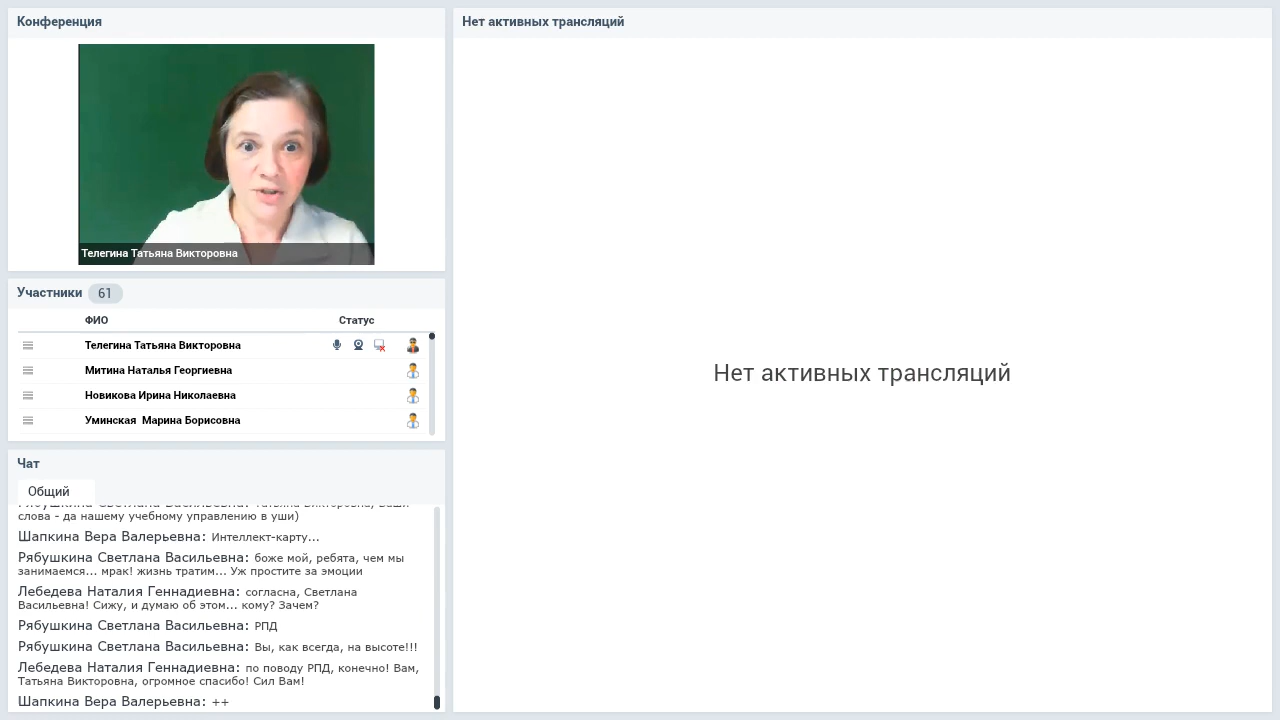 Конференция
Телегина Татьяна Викторовна
Участники 61
ФИО Статус
Телегина Татьяна Викторовна
Митина Наталья Георгиевна
Новикова Ирина Николаевна
Уминская Марина Борисовна
Чат
Общий
слова - да нашему учебному управлению в уши)
Шапкина Вера Валерьевна: Интеллект-карту...
Рябушкина Светлана Васильевна: боже мой, ребята, чем мы
занимаемся... мрак! жизнь тратим... Уж простите за эмоции
Лебедева Наталия Геннадиевна: согласна, Светлана
Васильевна! Сижу, и думаю об этом... кому? Зачем?
Рябушкина Светлана Васильевна: РПД
Рябушкина Светлана Васильевна: Вы, как всегда, на высоте!!!
Лебедева Наталия Геннадиевна: по поводу РПД, конечно! Вам,
Татьяна Викторовна, огромное спасибо! Сил Вам!
Шапкина Вера Валерьевна: ++
Нет активных трансляций
Нет активных трансляций